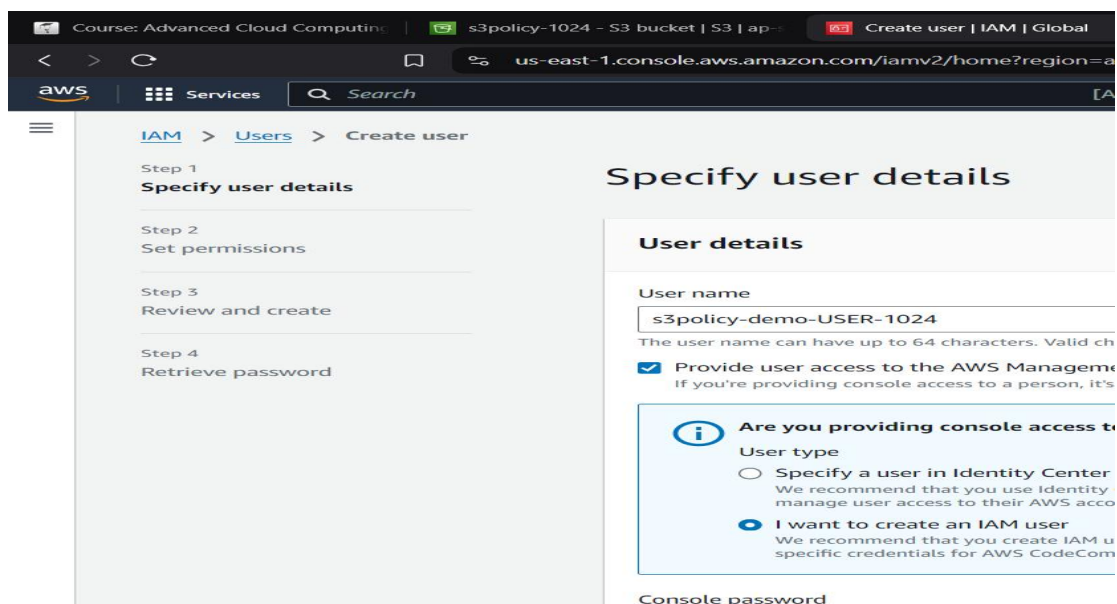 Course: Advanced Cloud Computing
s3policy-1024 - S3 bucket | S3 | ap-s
Create user | IAM | Global
us-east-1.console.aws.amazon.com/iamv2/home?region=a
aws
Services
Search
[A
IAM > Users > Create user
Step 1
Specify user details
Step 2
Set permissions
Step 3
Review and create
Step 4
Retrieve password
Specify user details
User details
User name
s3policy-demo-USER-1024
The user name can have up to 64 characters. Valid ch
Provide user access to the AWS Manageme
If you're providing console access to a person, it's
Are you providing console access to
User type
Specify a user in Identity Center
We recommend that you use Identity
manage user access to their AWS acco
I want to create an IAM user
We recommend that you create IAM u
specific credentials for AWS CodeCom
Console password